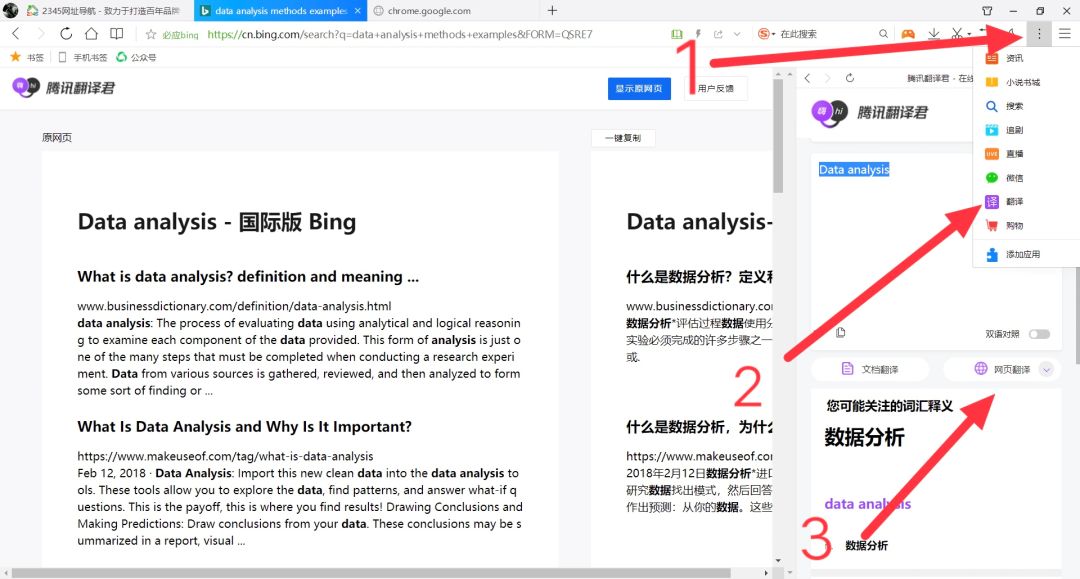 2345网址导航 - 致力于打造百年品牌
data analysis methods examples
chrome.google.com
必应bing
https://cn.bing.com/search?q=data+analysis+methods+examples&FORM=QSRE7
在此搜索
书签
手机书签
公众号
嗨 hi 腾讯翻译君
显示原网页
用户反馈
原网页
一键复制
Data analysis - 国际版 Bing
What is data analysis? definition and meaning ...
www.businessdictionary.com/definition/data-analysis.html
data analysis: The process of evaluating data using analytical and logical reasonin
g to examine each component of the data provided. This form of analysis is just o
ne of the many steps that must be completed when conducting a research experi
ment. Data from various sources is gathered, reviewed, and then analyzed to form
some sort of finding or ...
What Is Data Analysis and Why Is It Important?
https://www.makeuseof.com/tag/what-is-data-analysis
Feb 12, 2018 · Data Analysis: Import this new clean data into the data analysis to
ols. These tools allow you to explore the data, find patterns, and answer what-if q
uestions. This is the payoff, this is where you find results! Drawing Conclusions and
Making Predictions: Draw conclusions from your data. These conclusions may be s
ummarized in a report, visual ...
Data analysis-
什么是数据分析？定义和
www.businessdictionary.com
数据分析*评估过程数据使用分
实验必须完成的许多步骤之一
或.
什么是数据分析，为什么
https://www.makeuseof.com
2018年2月12日数据分析*进口
研究数据找出模式，然后回答
作出预测：从你的数据。这些
腾讯翻译君 - 在线
嗨 hi 腾讯翻译君
Data analysis
双语对照
文档翻译
网页翻译
您可能关注的词汇释义
数据分析
data analysis
数据分析
资讯
小说书城
搜索
追剧
LIVE 直播
微信
译 翻译
购物
添加应用
1
2
3